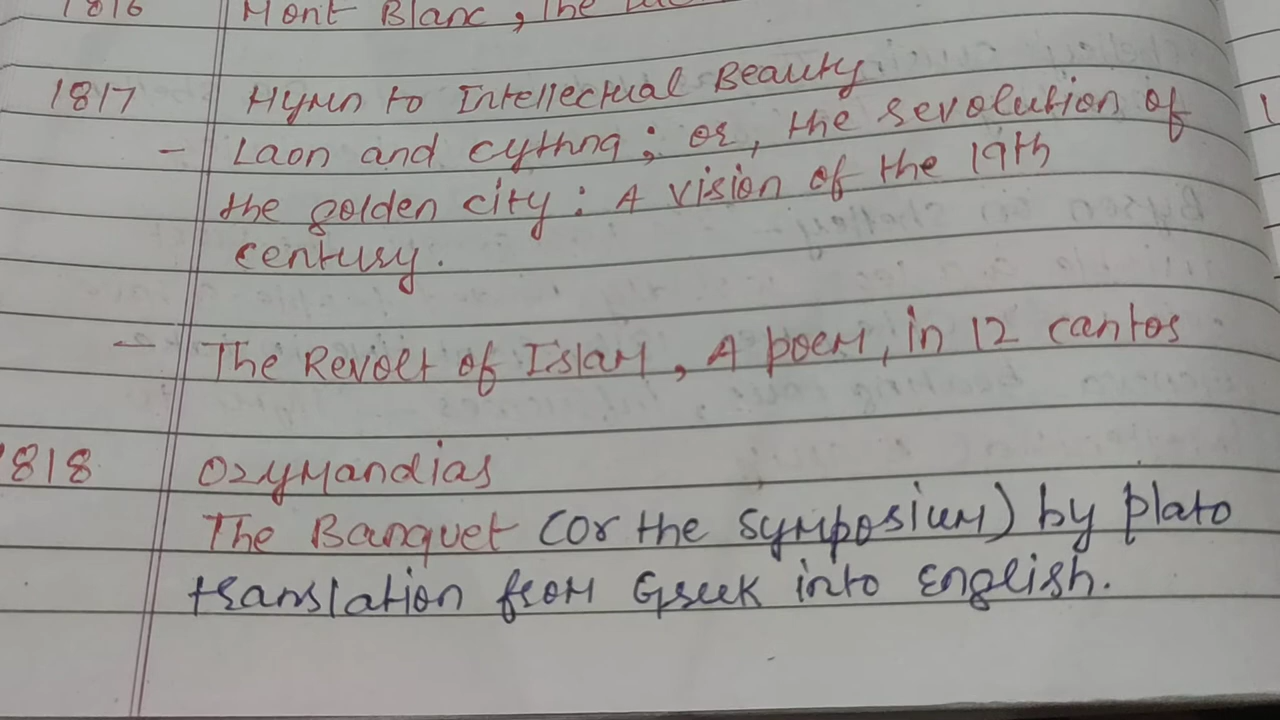 1816 Mont Blanc, The
1817 Hymn to Intellectual Beauty.
- Laon and cythna; or, the revolution of
the golden city: A vision of the 19th
century.
- The Revolt of Islam, A poem, in 12 cantos
1818 Ozymandias
The Banquet (or the symposium) by plato
translation from Greek into English.